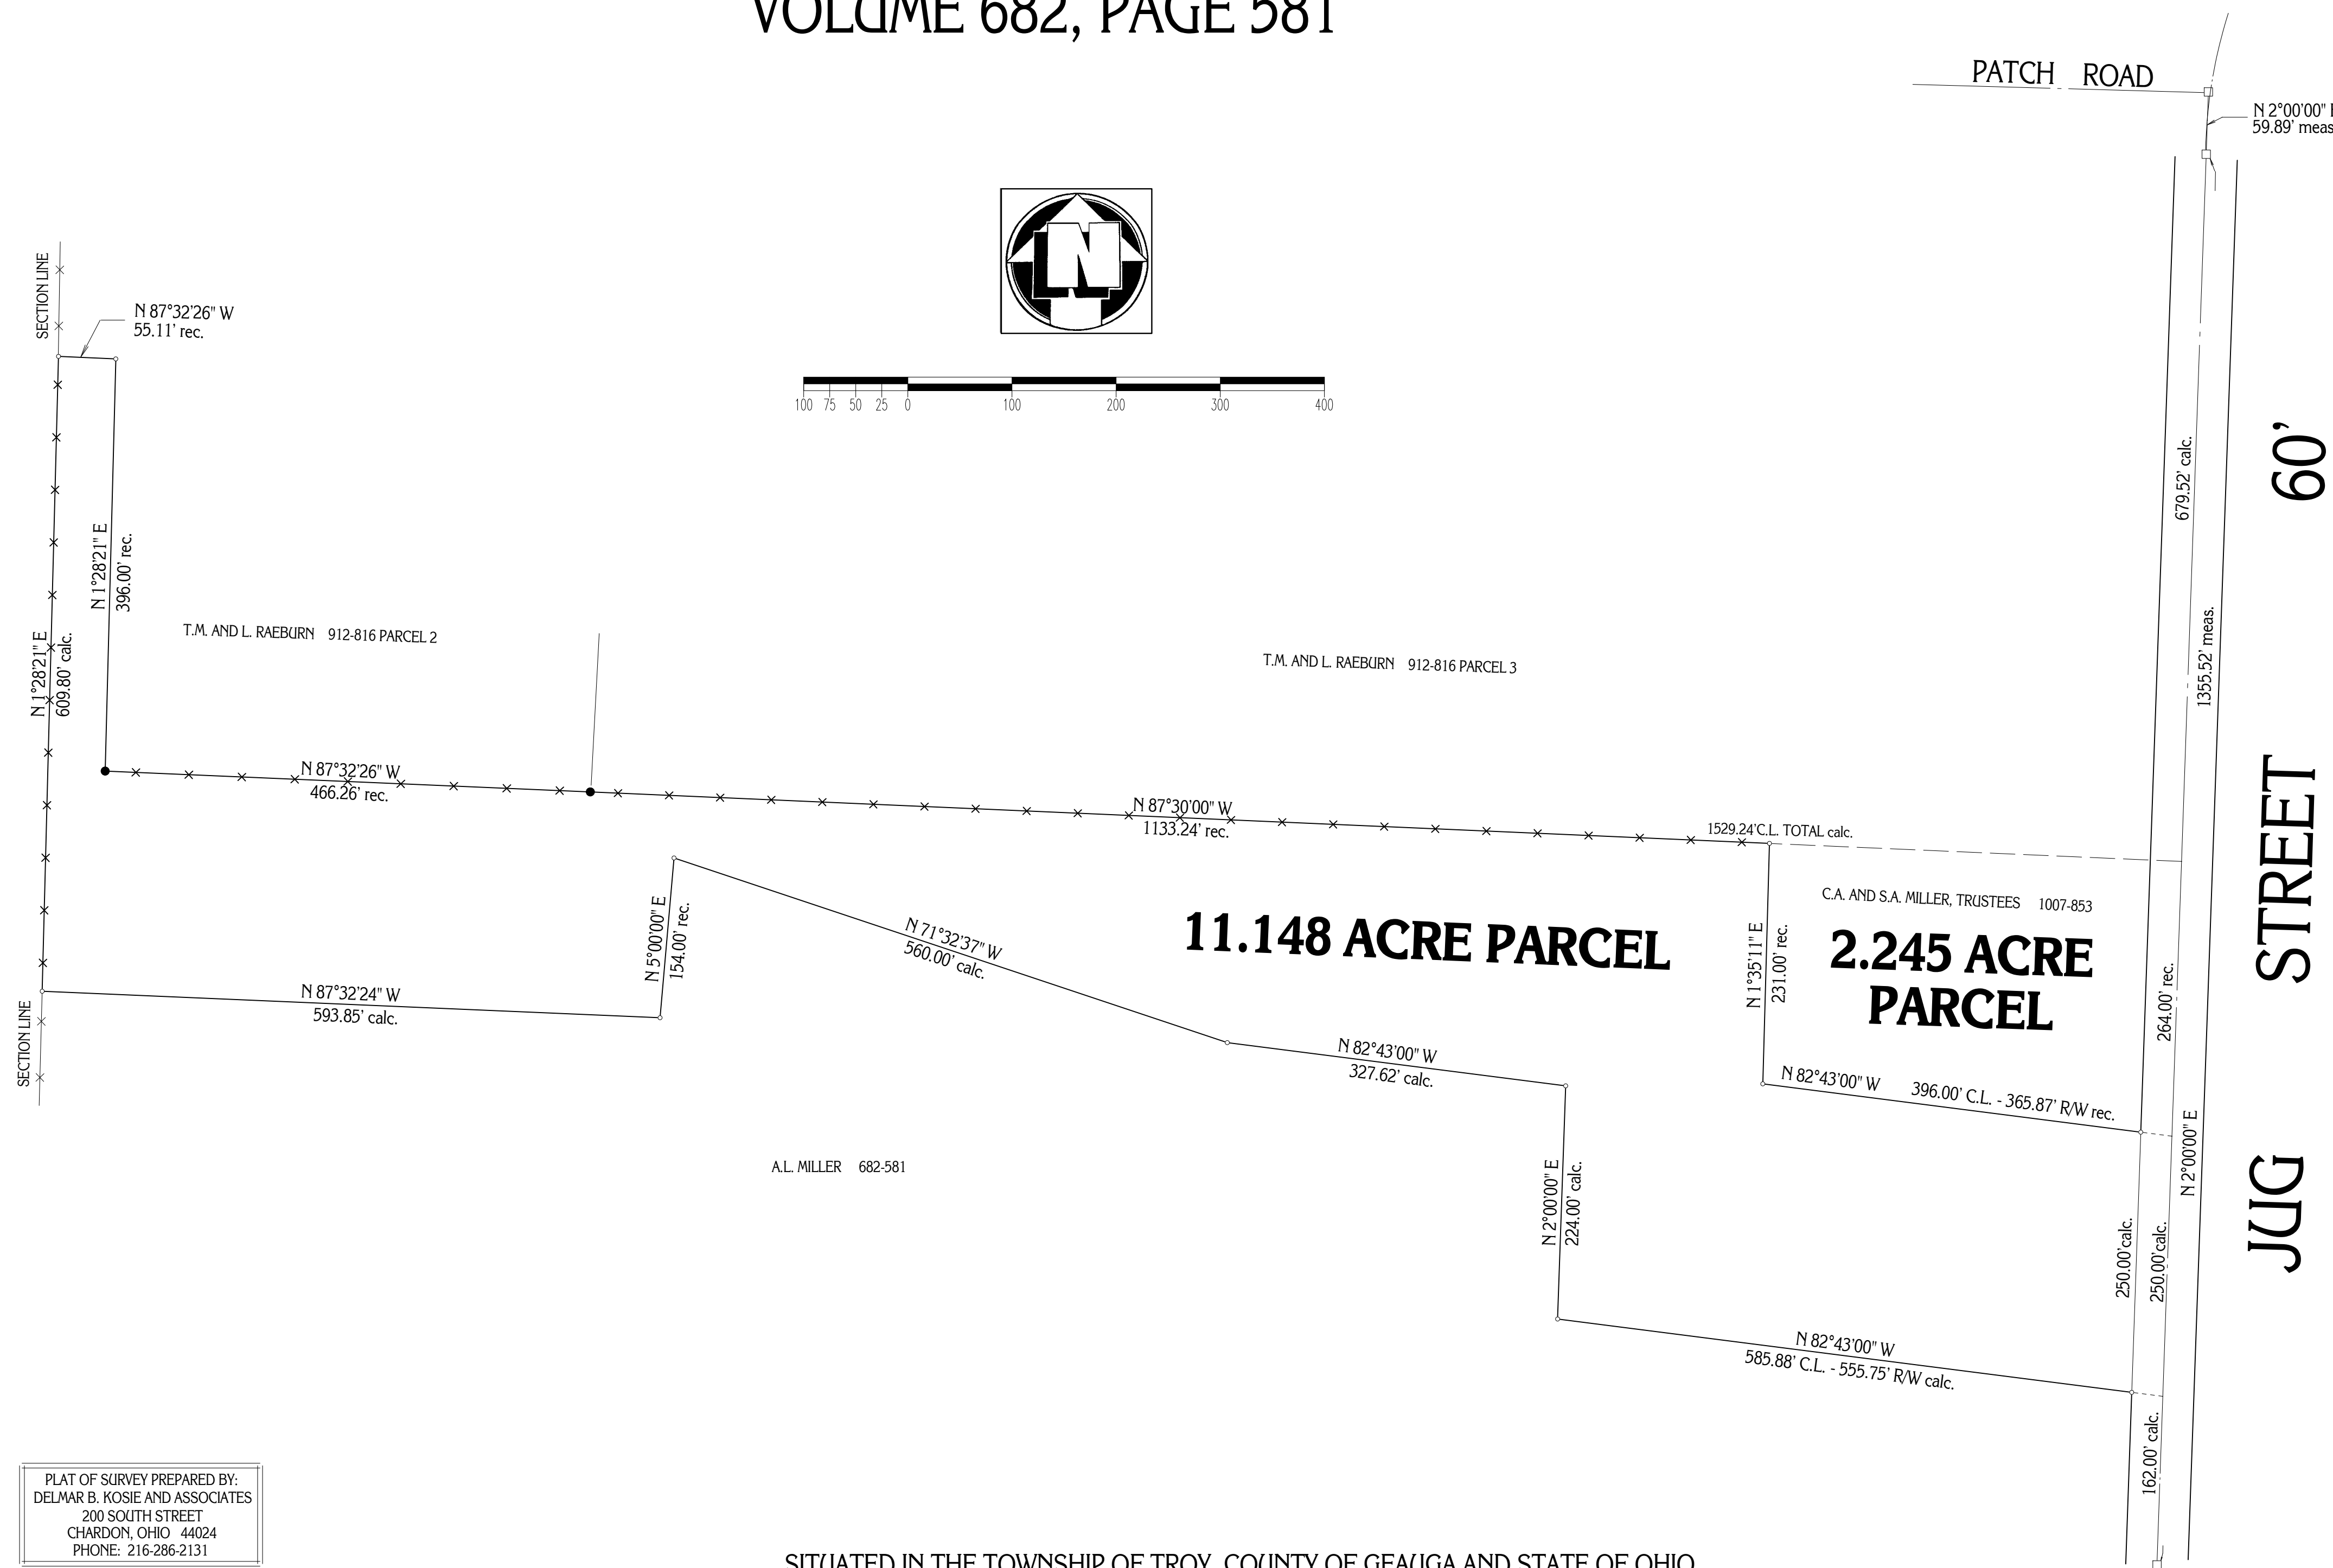 VOLUME 682, PAGE 581
PATCH ROAD
N 2°00'00"
59.89' meas
SECTION LINE
N 87°32'26" W
55.11' rec.
N
100 75 50 25 0 100 200 300 400
60'
679.52' calc.
N 1°28'21" E
396.00' rec.
N 1°28'21" E
609.80' calc.
T.M. AND L. RAEBURN 912-816 PARCEL 2
T.M. AND L. RAEBURN 912-816 PARCEL 3
1355.52' meas.
N 87°32'26" W
466.26' rec.
N 87°30'00" W
1133.24' rec.
1529.24'C.L. TOTAL calc.
STREET
C.A. AND S.A. MILLER, TRUSTEES 1007-853
N 5°00'00" E
154.00' rec.
N 71°32'37" W
560.00' calc.
11.148 ACRE PARCEL
N 1°35'11" E
231.00' rec.
2.245 ACRE
PARCEL
264.00' rec.
N 87°32'24" W
593.85' calc.
SECTION LINE
N 82°43'00" W
327.62' calc.
N 82°43'00" W 396.00' C.L. - 365.87' R/W rec.
N 2°00'00" E
A.L. MILLER 682-581
N 2°00'00" E
224.00' calc.
250.00'calc.
250.00'calc.
JUG
N 82°43'00" W
585.88' C.L. - 555.75' R/W calc.
162.00' calc.
PLAT OF SURVEY PREPARED BY:
DELMAR B. KOSIE AND ASSOCIATES
200 SOUTH STREET
CHARDON, OHIO 44024
PHONE: 216-286-2131
SITUATED IN THE TOWNSHIP OF TROY, COUNTY OF GEAUGA AND STATE OF OHIO